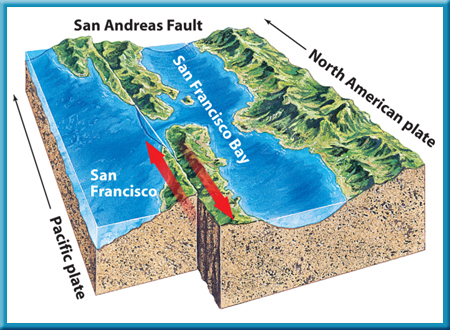 San Andreas Fault
North American plate
San Francisco Bay
San
Francisco
Pacific plate